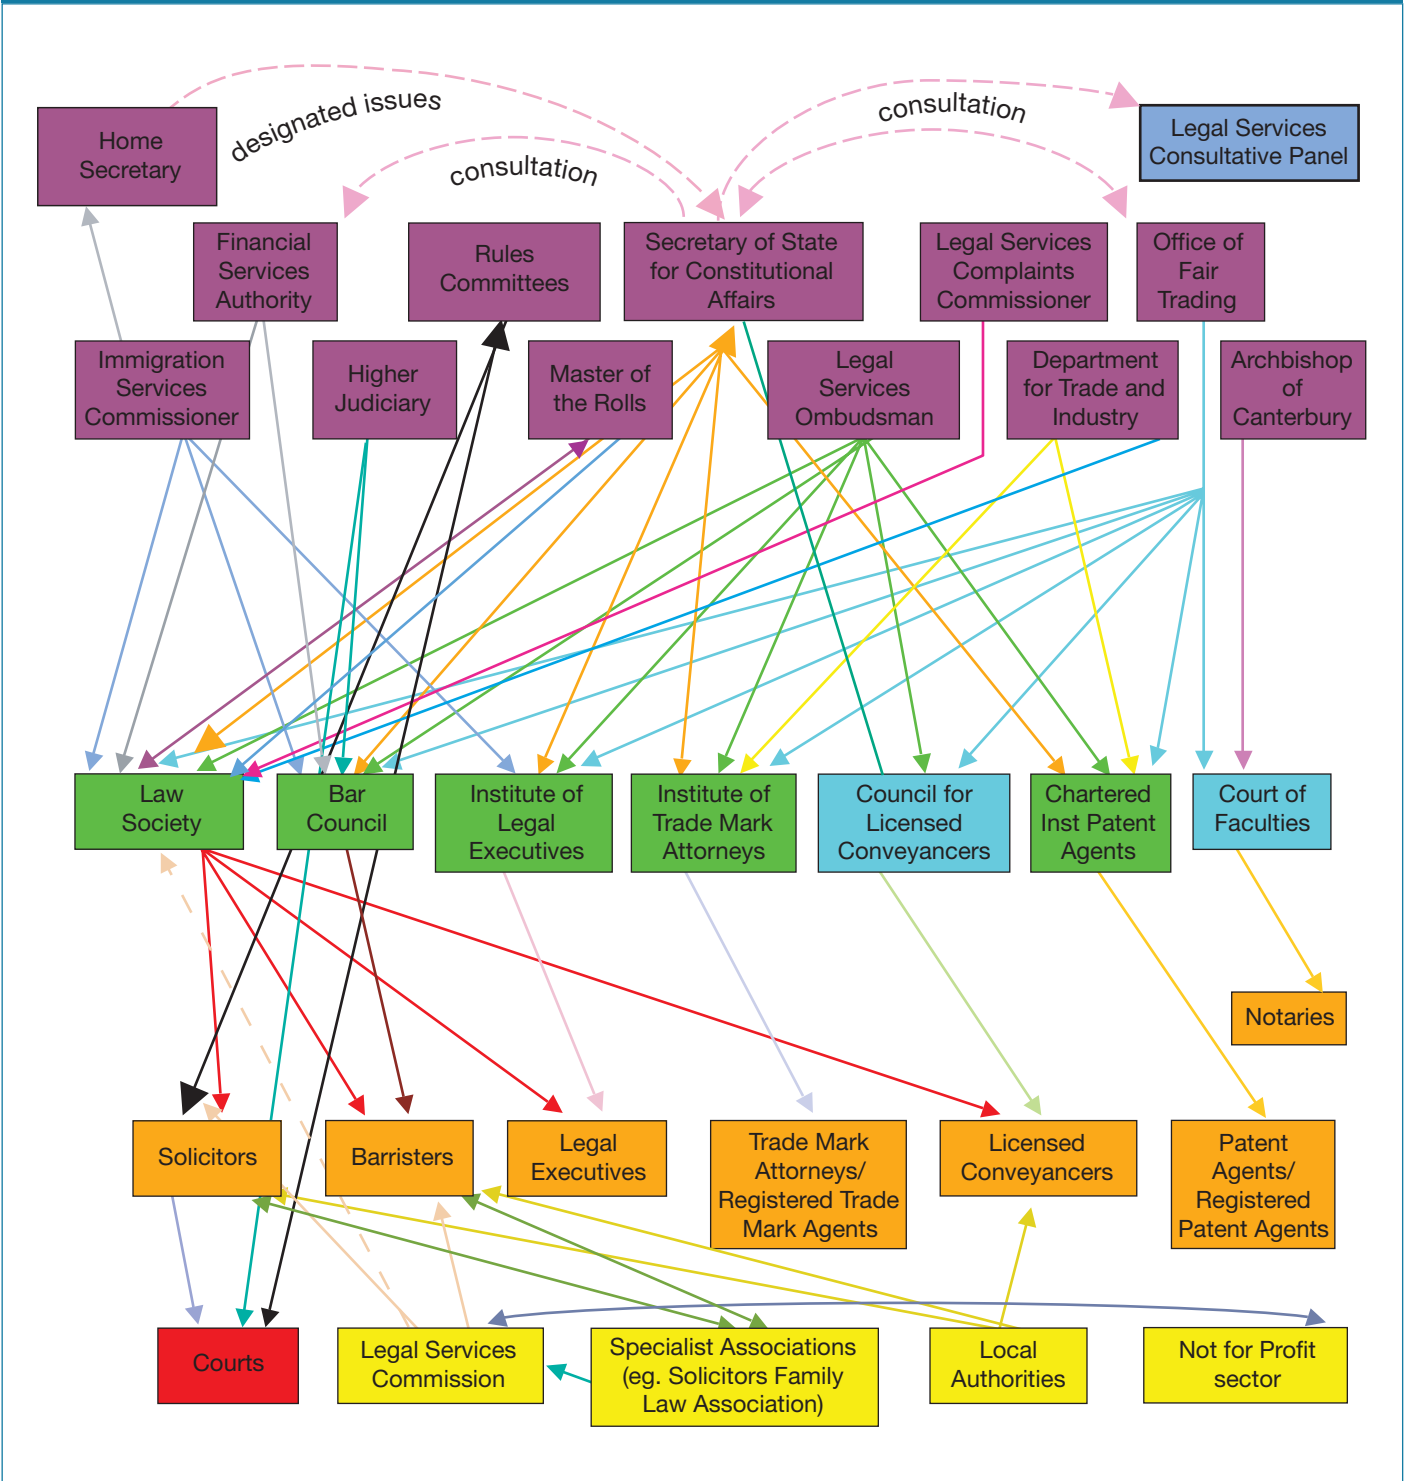 designated issues
consultation
consultation
Home
Secretary
Legal Services
Consultative Panel
Financial
Services
Authority
Rules
Committees
Secretary of State
for Constitutional
Affairs
Legal Services
Complaints
Commissioner
Office of
Fair
Trading
Immigration
Services
Commissioner
Higher
Judiciary
Master of
the Rolls
Legal
Services
Ombudsman
Department
for Trade and
Industry
Archbishop
of
Canterbury
Law
Society
Bar
Council
Institute of
Legal
Executives
Institute of
Trade Mark
Attorneys
Council for
Licensed
Conveyancers
Chartered
Inst Patent
Agents
Court of
Faculties
Notaries
Solicitors
Barristers
Legal
Executives
Trade Mark
Attorneys/
Registered Trade
Mark Agents
Licensed
Conveyancers
Patent
Agents/
Registered
Patent Agents
Courts
Legal Services
Commission
Specialist Associations
(eg. Solicitors Family
Law Association)
Local
Authorities
Not for Profit
sector